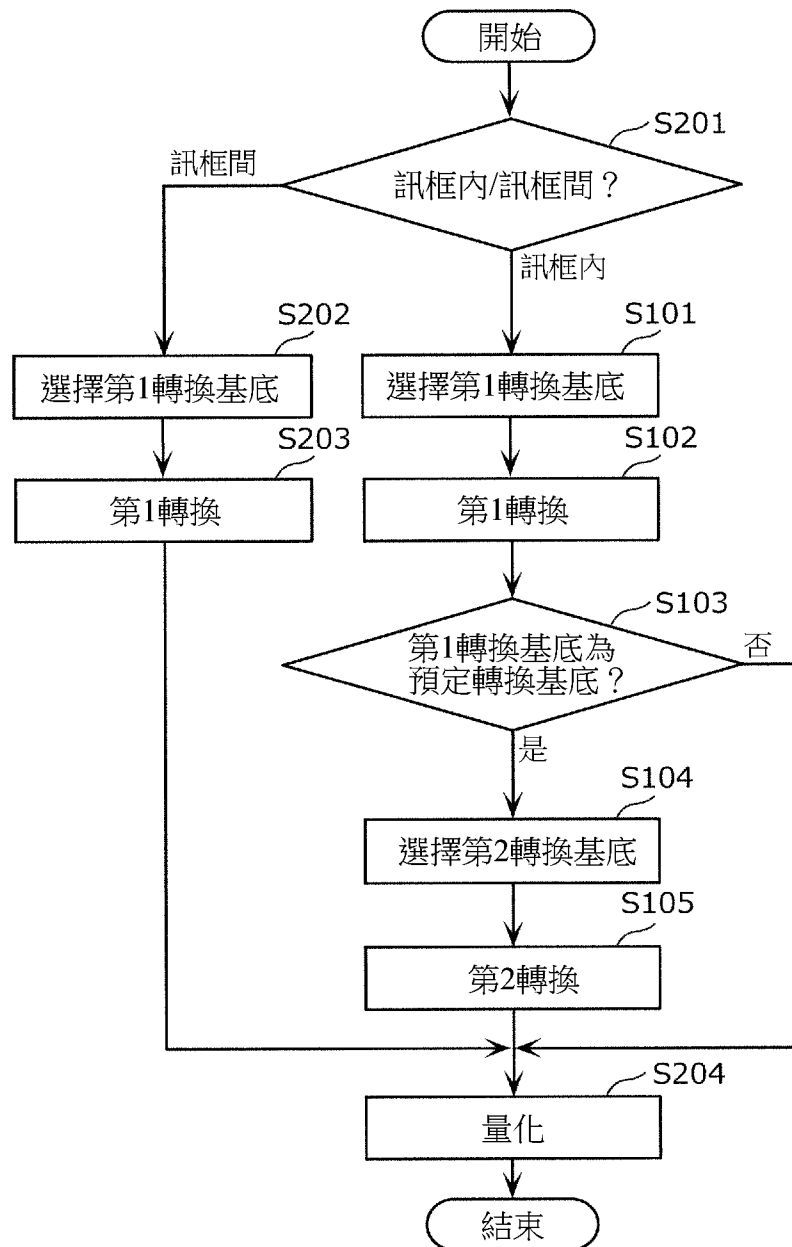 開始
S201
訊框內/訊框間？
訊框間
訊框內
S202
選擇第1轉換基底
S101
選擇第1轉換基底
S203
第1轉換
S102
第1轉換
S103
第1轉換基底為
預定轉換基底？
否
是
S104
選擇第2轉換基底
S105
第2轉換
S204
量化
結束